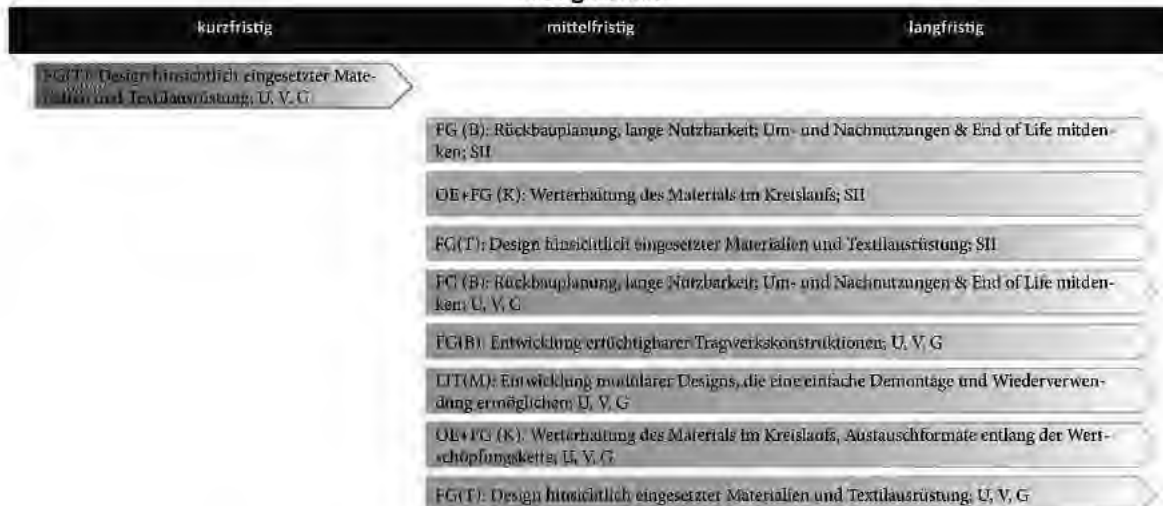 kurzfristig mittelfristig langfristig
FG(T): Design hinsichtlich eingesetzter Mate-
rialien und Textilausrüstung; U, V, G
FG (B): Rückbauplanung, lange Nutzbarkeit; Um- und Nachnutzungen & End of Life mitden-
ken; SII
OE+FG (K): Werterhaltung des Materials im Kreislaufs; SII
FG(T): Design hinsichtlich eingesetzter Materialien und Textilausrüstung; SII
FG (B): Rückbauplanung, lange Nutzbarkeit; Um- und Nachnutzungen & End of Life mitden-
ken; U, V, G
FG(B): Entwicklung ertüchtigbarer Tragwerkskonstruktionen; U, V, G
LIT(M): Entwicklung modularer Designs, die eine einfache Demontage und Wiederverwen-
dung ermöglichen; U, V, G
OE+FG (K): Werterhaltung des Materials im Kreislaufs, Austauschformate entlang der Wert-
schöpfungskette; U, V, G
FG(T): Design hinsichtlich eingesetzter Materialien und Textilausrüstung; U, V, G